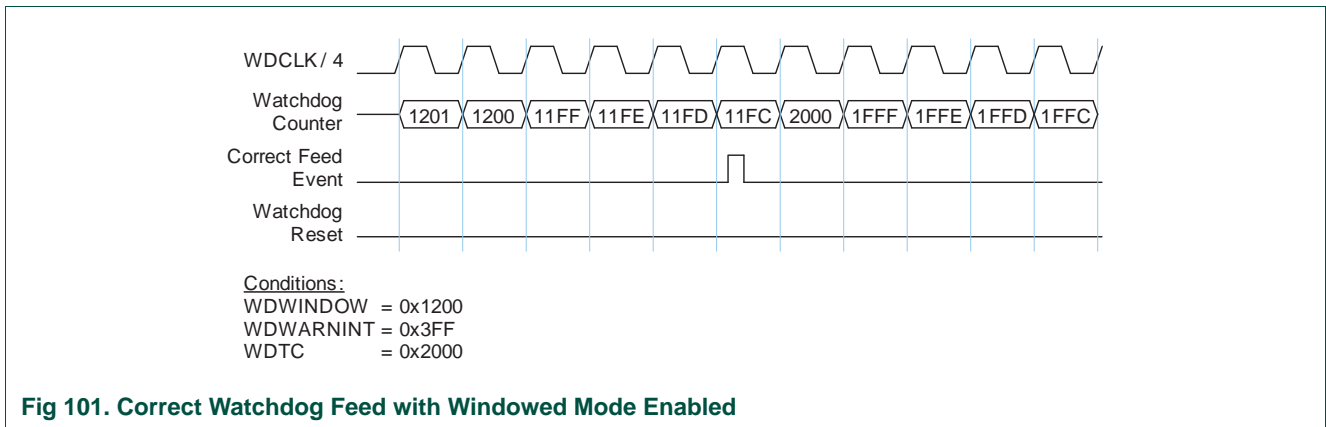 WDCLK / 4
Watchdog
Counter
1201 1200 11FF 11FE 11FD 11FC 2000 1FFF 1FFE 1FFD 1FFC
Correct Feed
Event
Watchdog
Reset
Conditions:
WDWINDOW = 0x1200
WDWARNINT = 0x3FF
WDTC = 0x2000
Fig 101. Correct Watchdog Feed with Windowed Mode Enabled